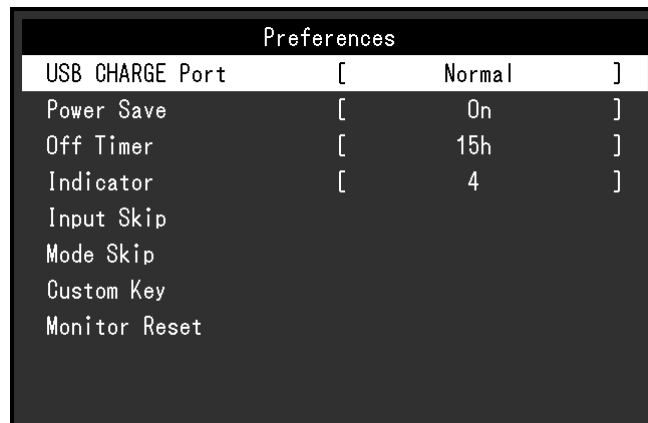 Preferences
USB CHARGE Port [ Normal ]
Power Save [ On ]
Off Timer [ 15h ]
Indicator [ 4 ]
Input Skip
Mode Skip
Custom Key
Monitor Reset